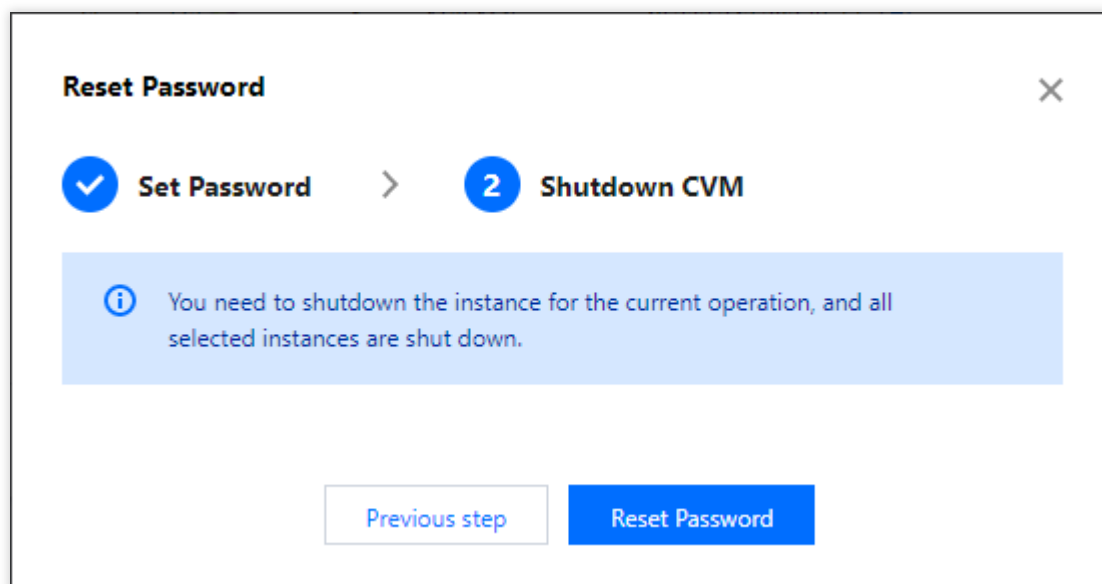 Reset Password
Set Password
2 Shutdown CVM
You need to shutdown the instance for the current operation, and all
selected instances are shut down.
Previous step
Reset Password